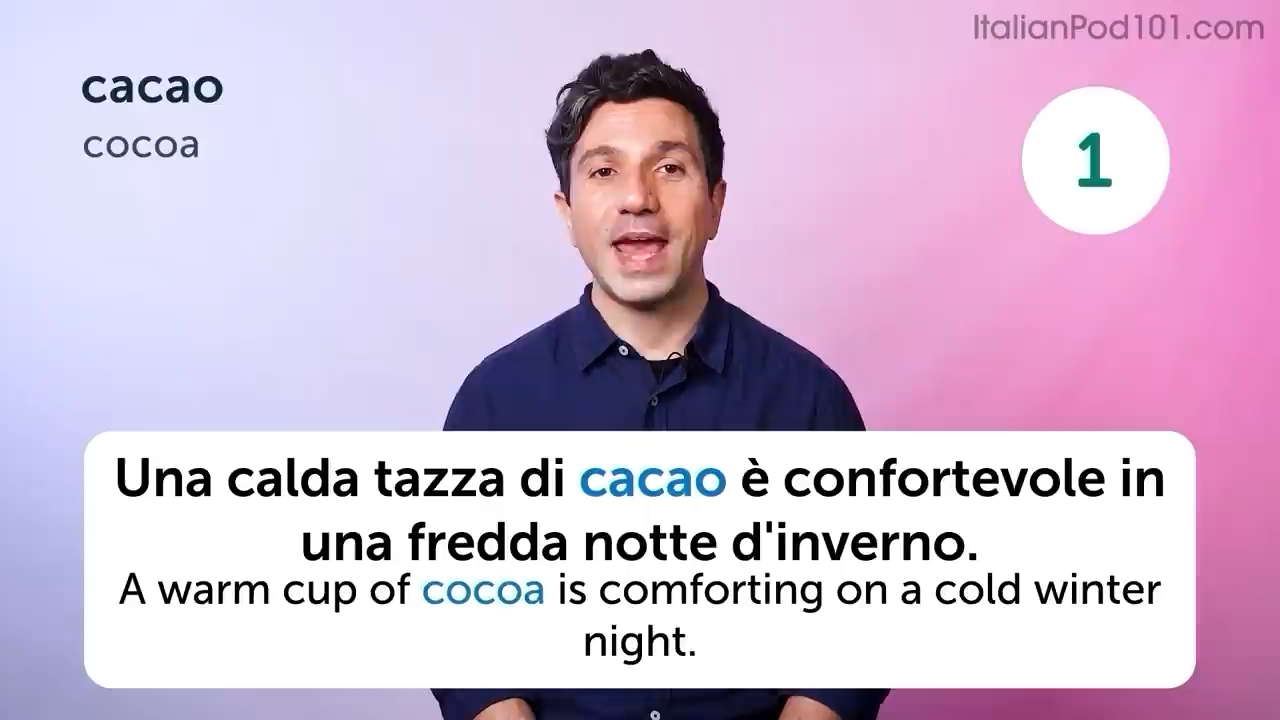 ItalianPod101.com
cacao
cocoa
1
Una calda tazza di cacao è confortevole in
una fredda notte d'inverno.
A warm cup of cocoa is comforting on a cold winter
night.